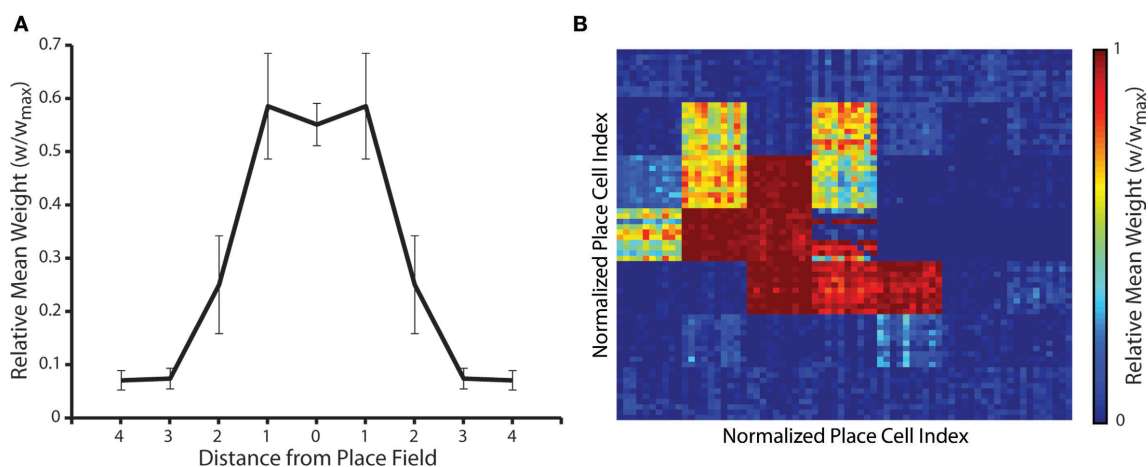 A
Relative Mean Weight (w/wmax)
0.7
0.6
0.5
0.4
0.3
0.2
0.1
0
4 3 2 1 0 1 2 3 4
Distance from Place Field
B
Normalized Place Cell Index
Normalized Place Cell Index
1
0
Relative Mean Weight (w/wmax)